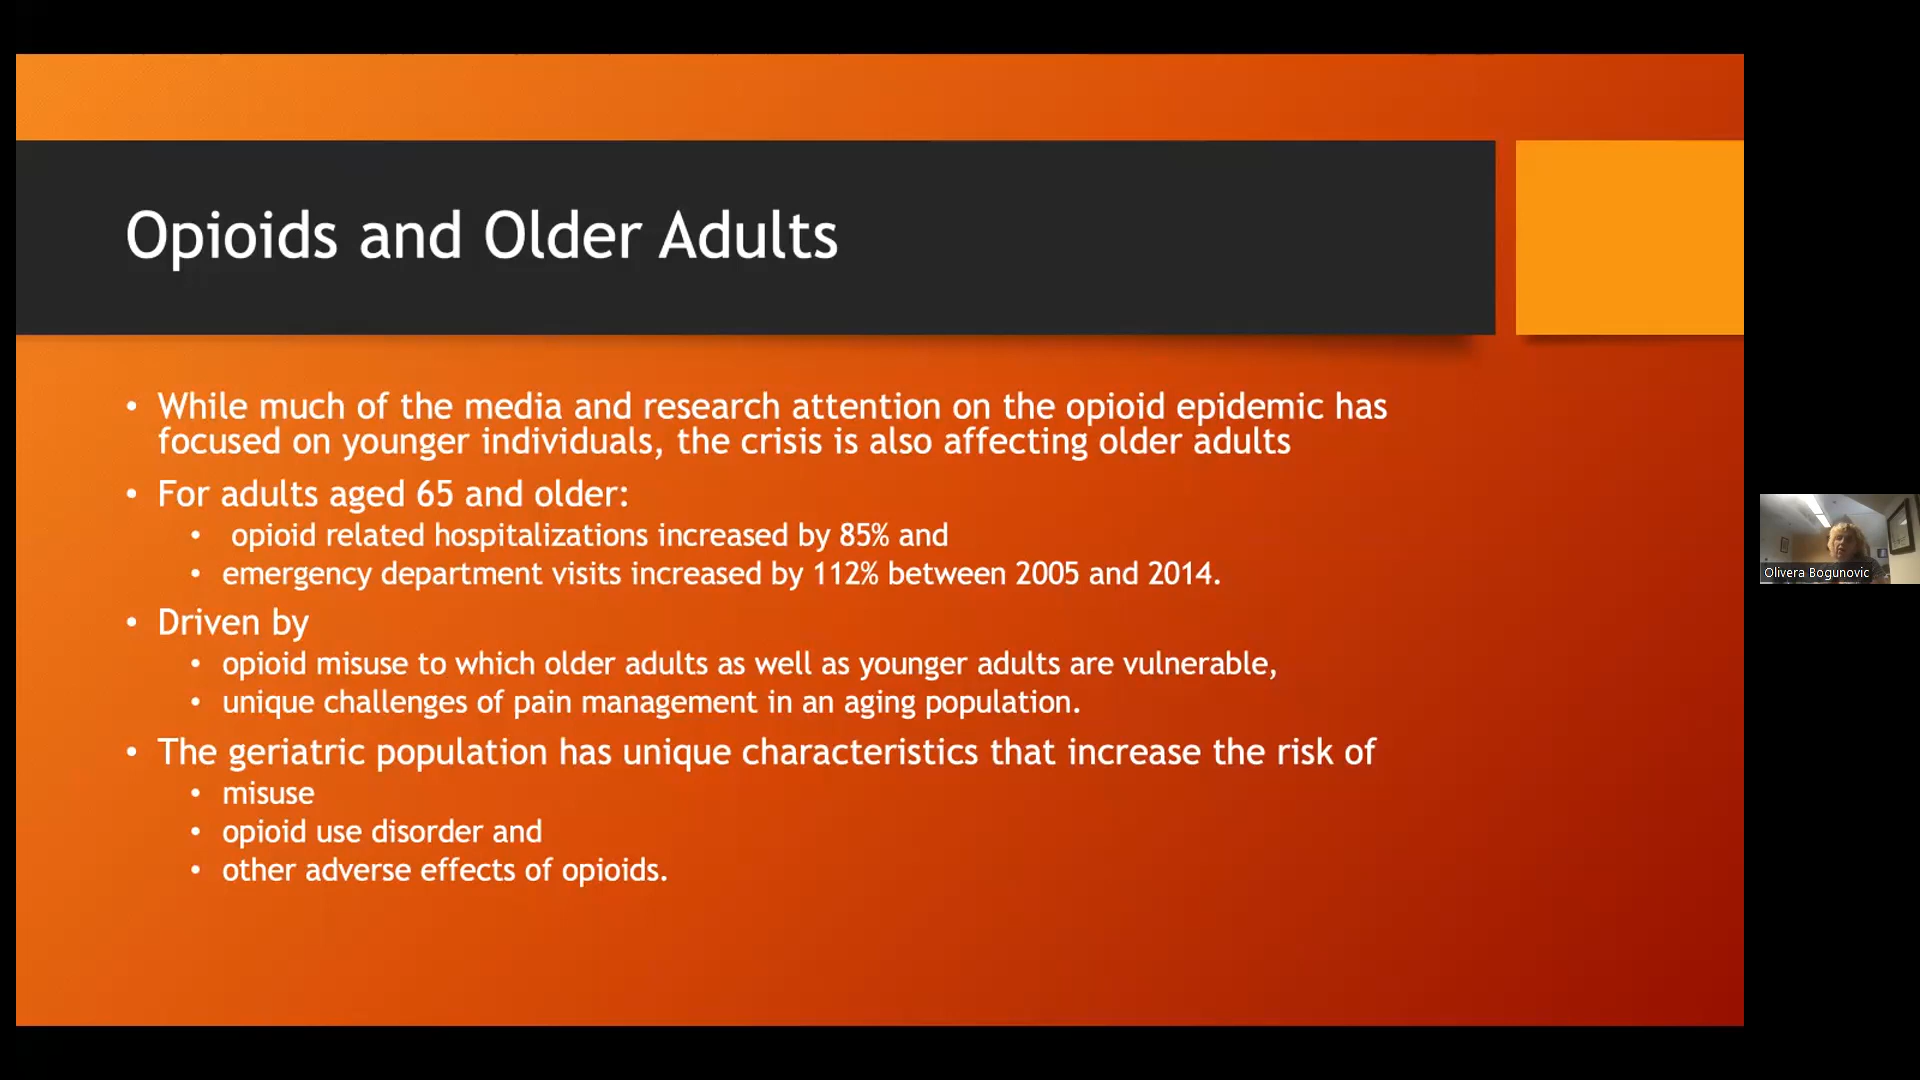 Opioids and Older Adults
• While much of the media and research attention on the opioid epidemic has
focused on younger individuals, the crisis is also affecting older adults
• For adults aged 65 and older:
• opioid related hospitalizations increased by 85% and
• emergency department visits increased by 112% between 2005 and 2014.
• Driven by
• opioid misuse to which older adults as well as younger adults are vulnerable,
• unique challenges of pain management in an aging population.
• The geriatric population has unique characteristics that increase the risk of
• misuse
• opioid use disorder and
• other adverse effects of opioids.
Olivera Bogunovic